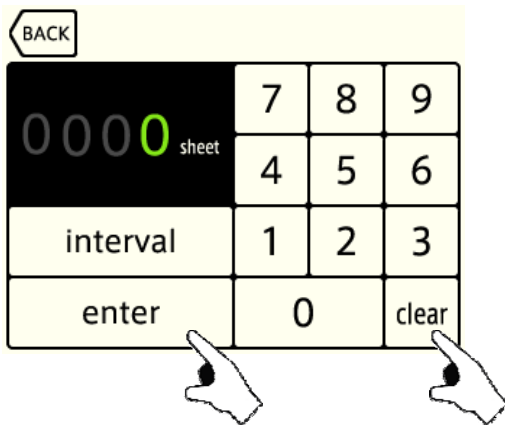 BACK
7 8 9
0000 sheet
4 5 6
interval 1 2 3
enter 0 clear